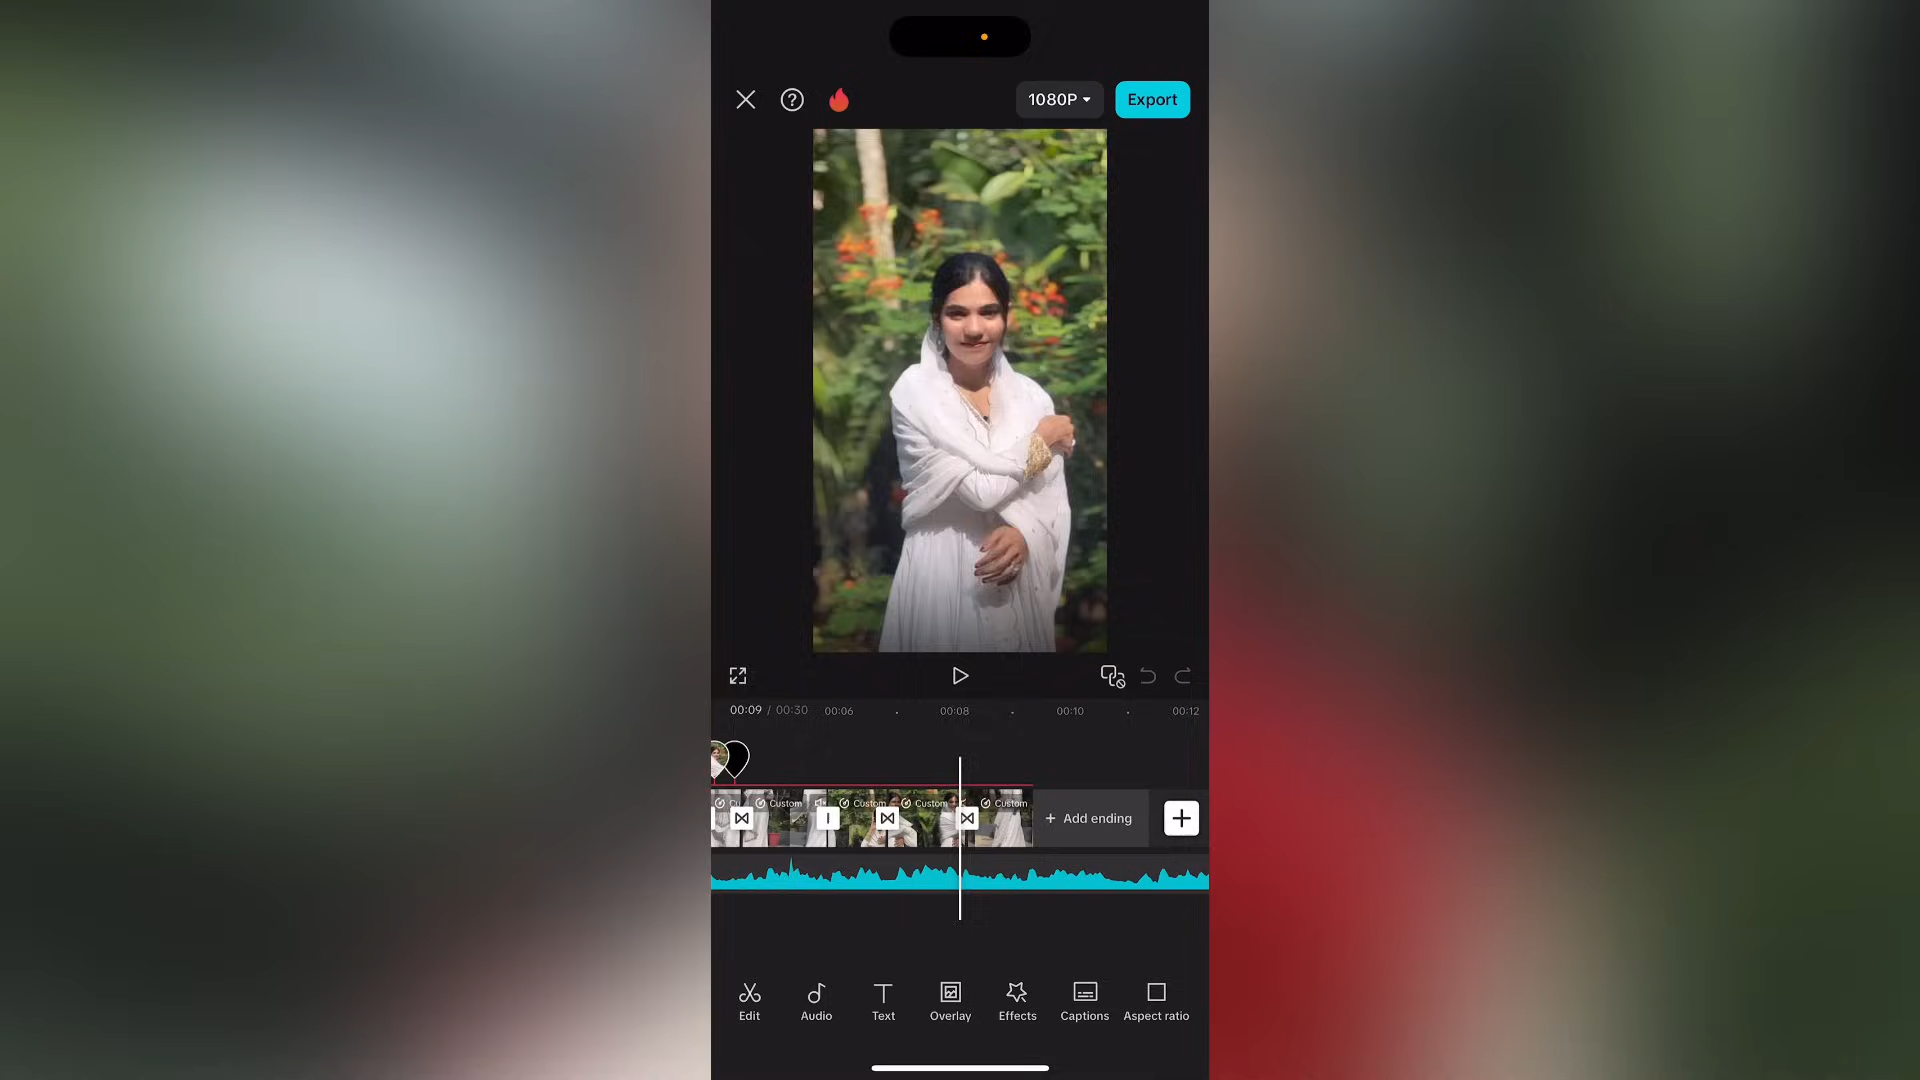 1080P
Export
00:09 / 00:30 00:06 00:08 00:10 00:12
Custom Custom Custom Custom
+ Add ending
Edit Audio Text Overlay Effects Captions Aspect ratio